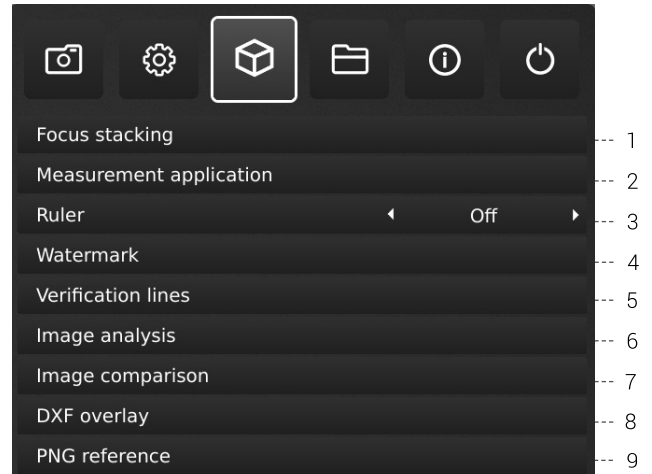 Focus stacking --- 1
Measurement application --- 2
Ruler Off --- 3
Watermark --- 4
Verification lines --- 5
Image analysis --- 6
Image comparison --- 7
DXF overlay --- 8
PNG reference --- 9